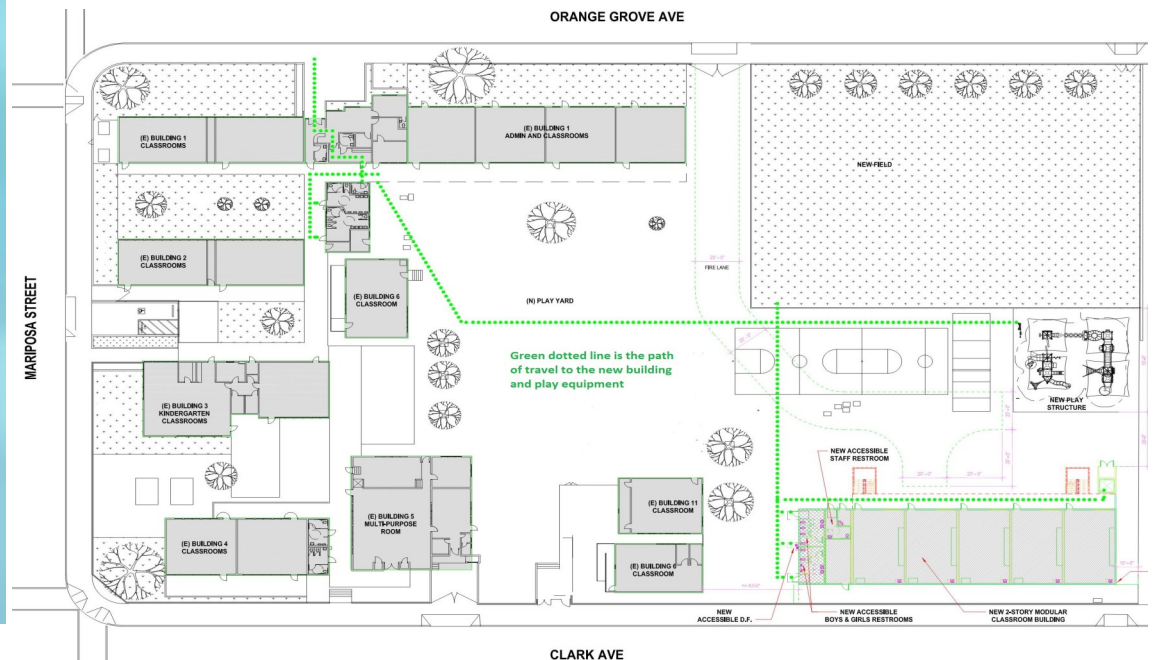 ORANGE GROVE AVE
(E) BUILDING 1
CLASSROOMS
(E) BUILDING 1
ADMIN AND CLASSROOMS
NEW FIELD
(E) BUILDING 2
CLASSROOMS
MARIPOSA STREET
(E) BUILDING 6
CLASSROOM
FIRE LANE
(N) PLAY YARD
Green dotted line is the path
of travel to the new building
and play equipment
(E) BUILDING 3
KINDERGARTEN
CLASSROOMS
NEW PLAY
STRUCTURE
NEW ACCESSIBLE
STAFF RESTROOM
(E) BUILDING 5
MULTI-PURPOSE
ROOM
(E) BUILDING 11
CLASSROOM
(E) BUILDING 4
CLASSROOMS
(E) BUILDING 6
CLASSROOM
NEW
ACCESSIBLE D.F.
NEW ACCESSIBLE
BOYS & GIRLS RESTROOMS
NEW 2-STORY MODULAR
CLASSROOM BUILDING
CLARK AVE